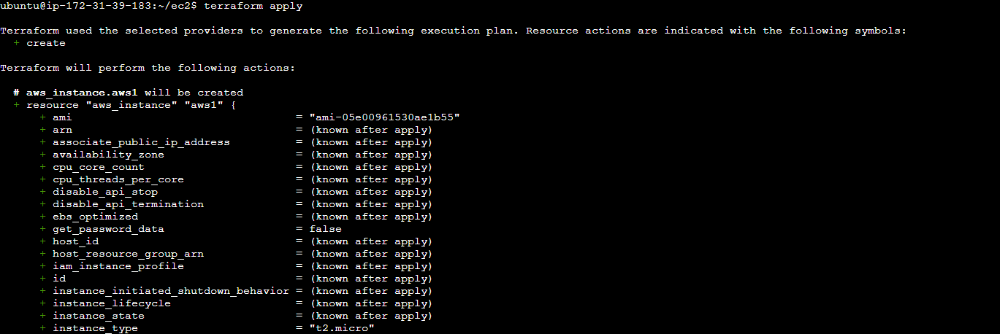 ubuntu@ip-172-31-39-183:~/ec2$ terraform apply
Terraform used the selected providers to generate the following execution plan. Resource actions are indicated with the following symbols:
+ create
Terraform will perform the following actions:
# aws_instance.aws1 will be created
+ resource "aws_instance" "aws1" {
+ ami = "ami-05e00961530ae1b55"
+ arn = (known after apply)
+ associate_public_ip_address = (known after apply)
+ availability_zone = (known after apply)
+ cpu_core_count = (known after apply)
+ cpu_threads_per_core = (known after apply)
+ disable_api_stop = (known after apply)
+ disable_api_termination = (known after apply)
+ ebs_optimized = (known after apply)
+ get_password_data = false
+ host_id = (known after apply)
+ host_resource_group_arn = (known after apply)
+ iam_instance_profile = (known after apply)
+ id = (known after apply)
+ instance_initiated_shutdown_behavior = (known after apply)
+ instance_lifecycle = (known after apply)
+ instance_state = (known after apply)
+ instance_type = "t2.micro"